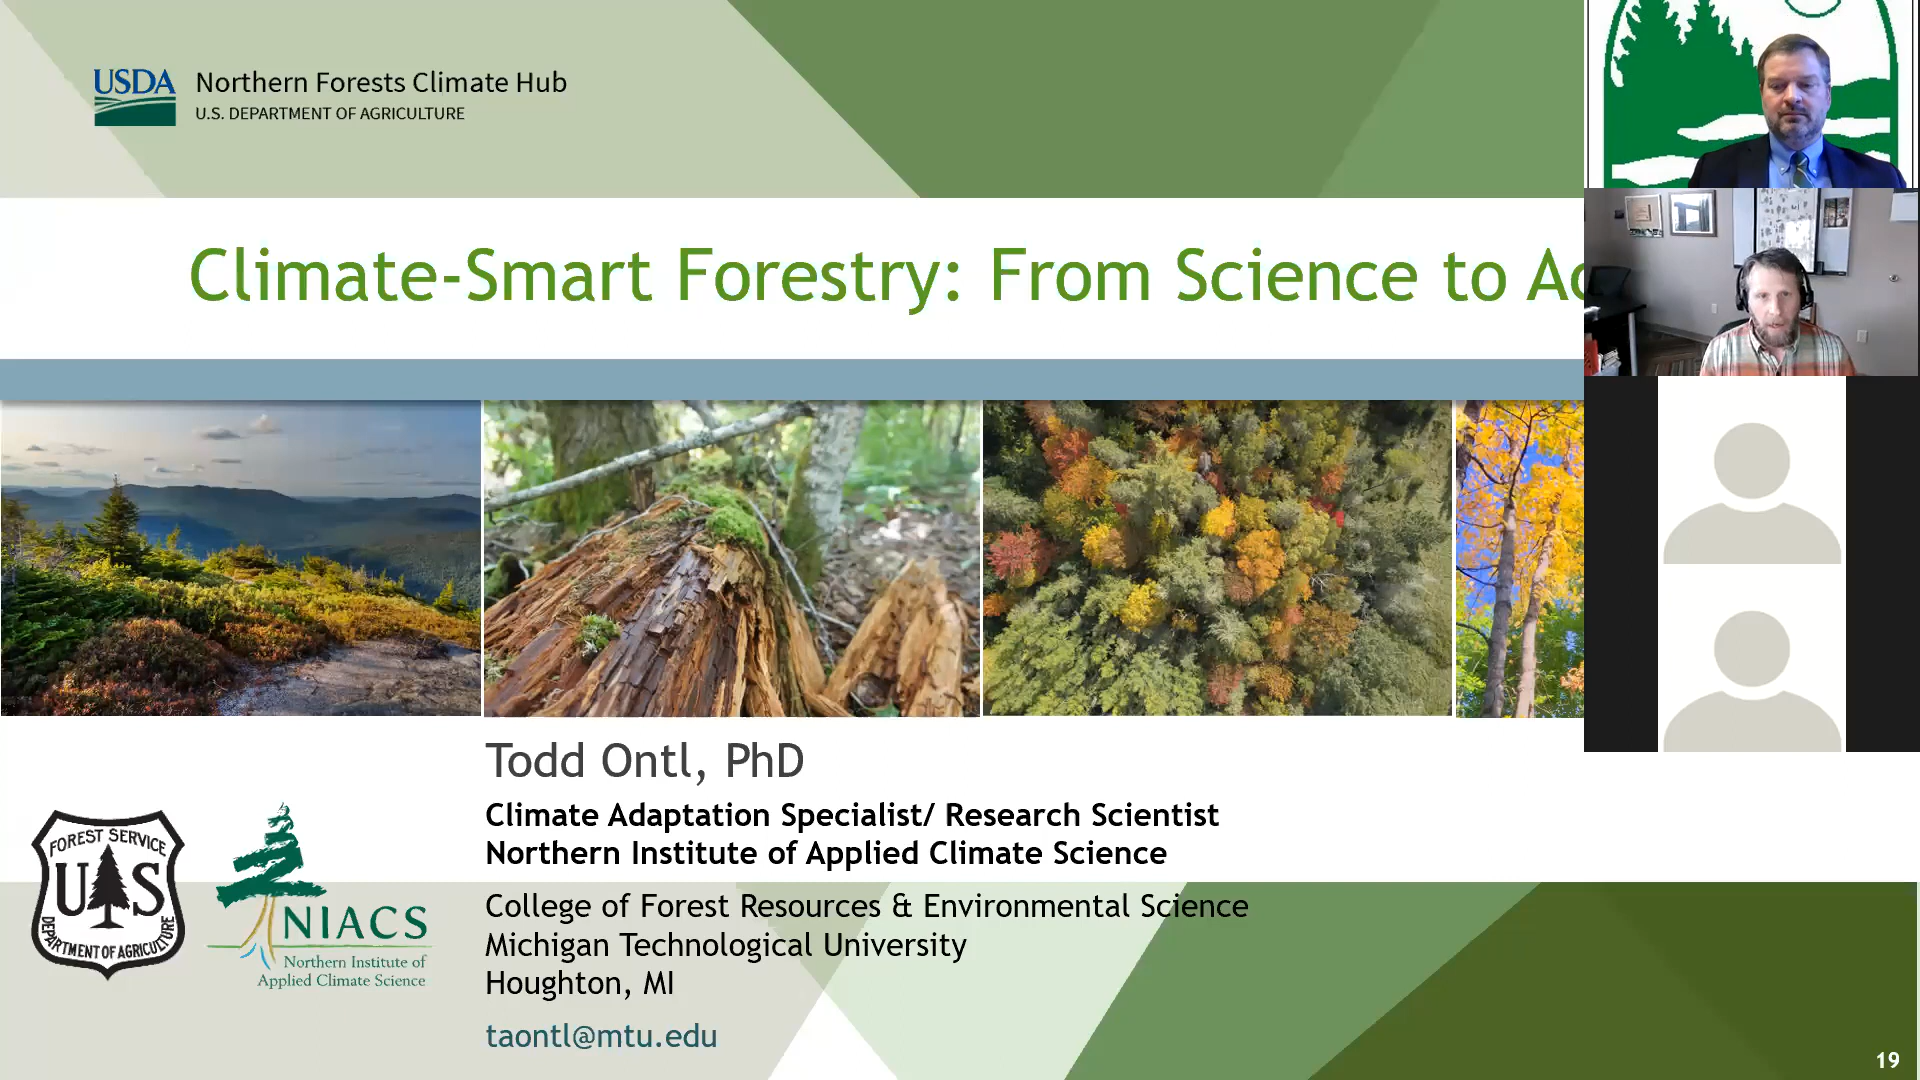 USDA
Northern Forests Climate Hub
U.S. DEPARTMENT OF AGRICULTURE
Climate-Smart Forestry: From Science to Ac
Todd Ontl, PhD
Climate Adaptation Specialist/ Research Scientist
Northern Institute of Applied Climate Science
FOREST SERVICE
U S
DEPARTMENT OF AGRICULTURE
NIACS
Northern Institute of
Applied Climate Science
College of Forest Resources & Environmental Science
Michigan Technological University
Houghton, MI
taontl@mtu.edu
19